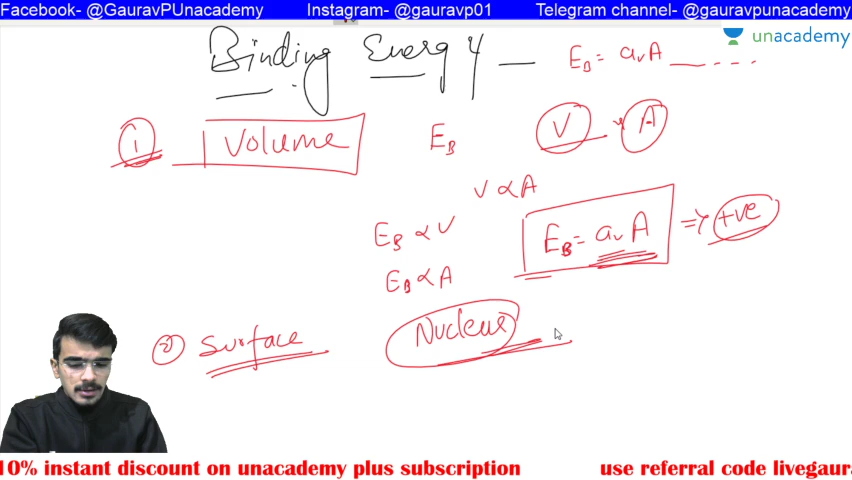 Facebook- @GauravPUnacademy Instagram- @gauravp01 Telegram channel- @gauravpunacademy
unacademy
Binding Energy — E_B = a_v A _ _ _ _
① Volume E_B V ∝ A
V ∝ A
E_B ∝ V E_B = a_v A ⇒ +ve
E_B ∝ A
② Surface Nucleus
10% instant discount on unacademy plus subscription use referral code livegaura